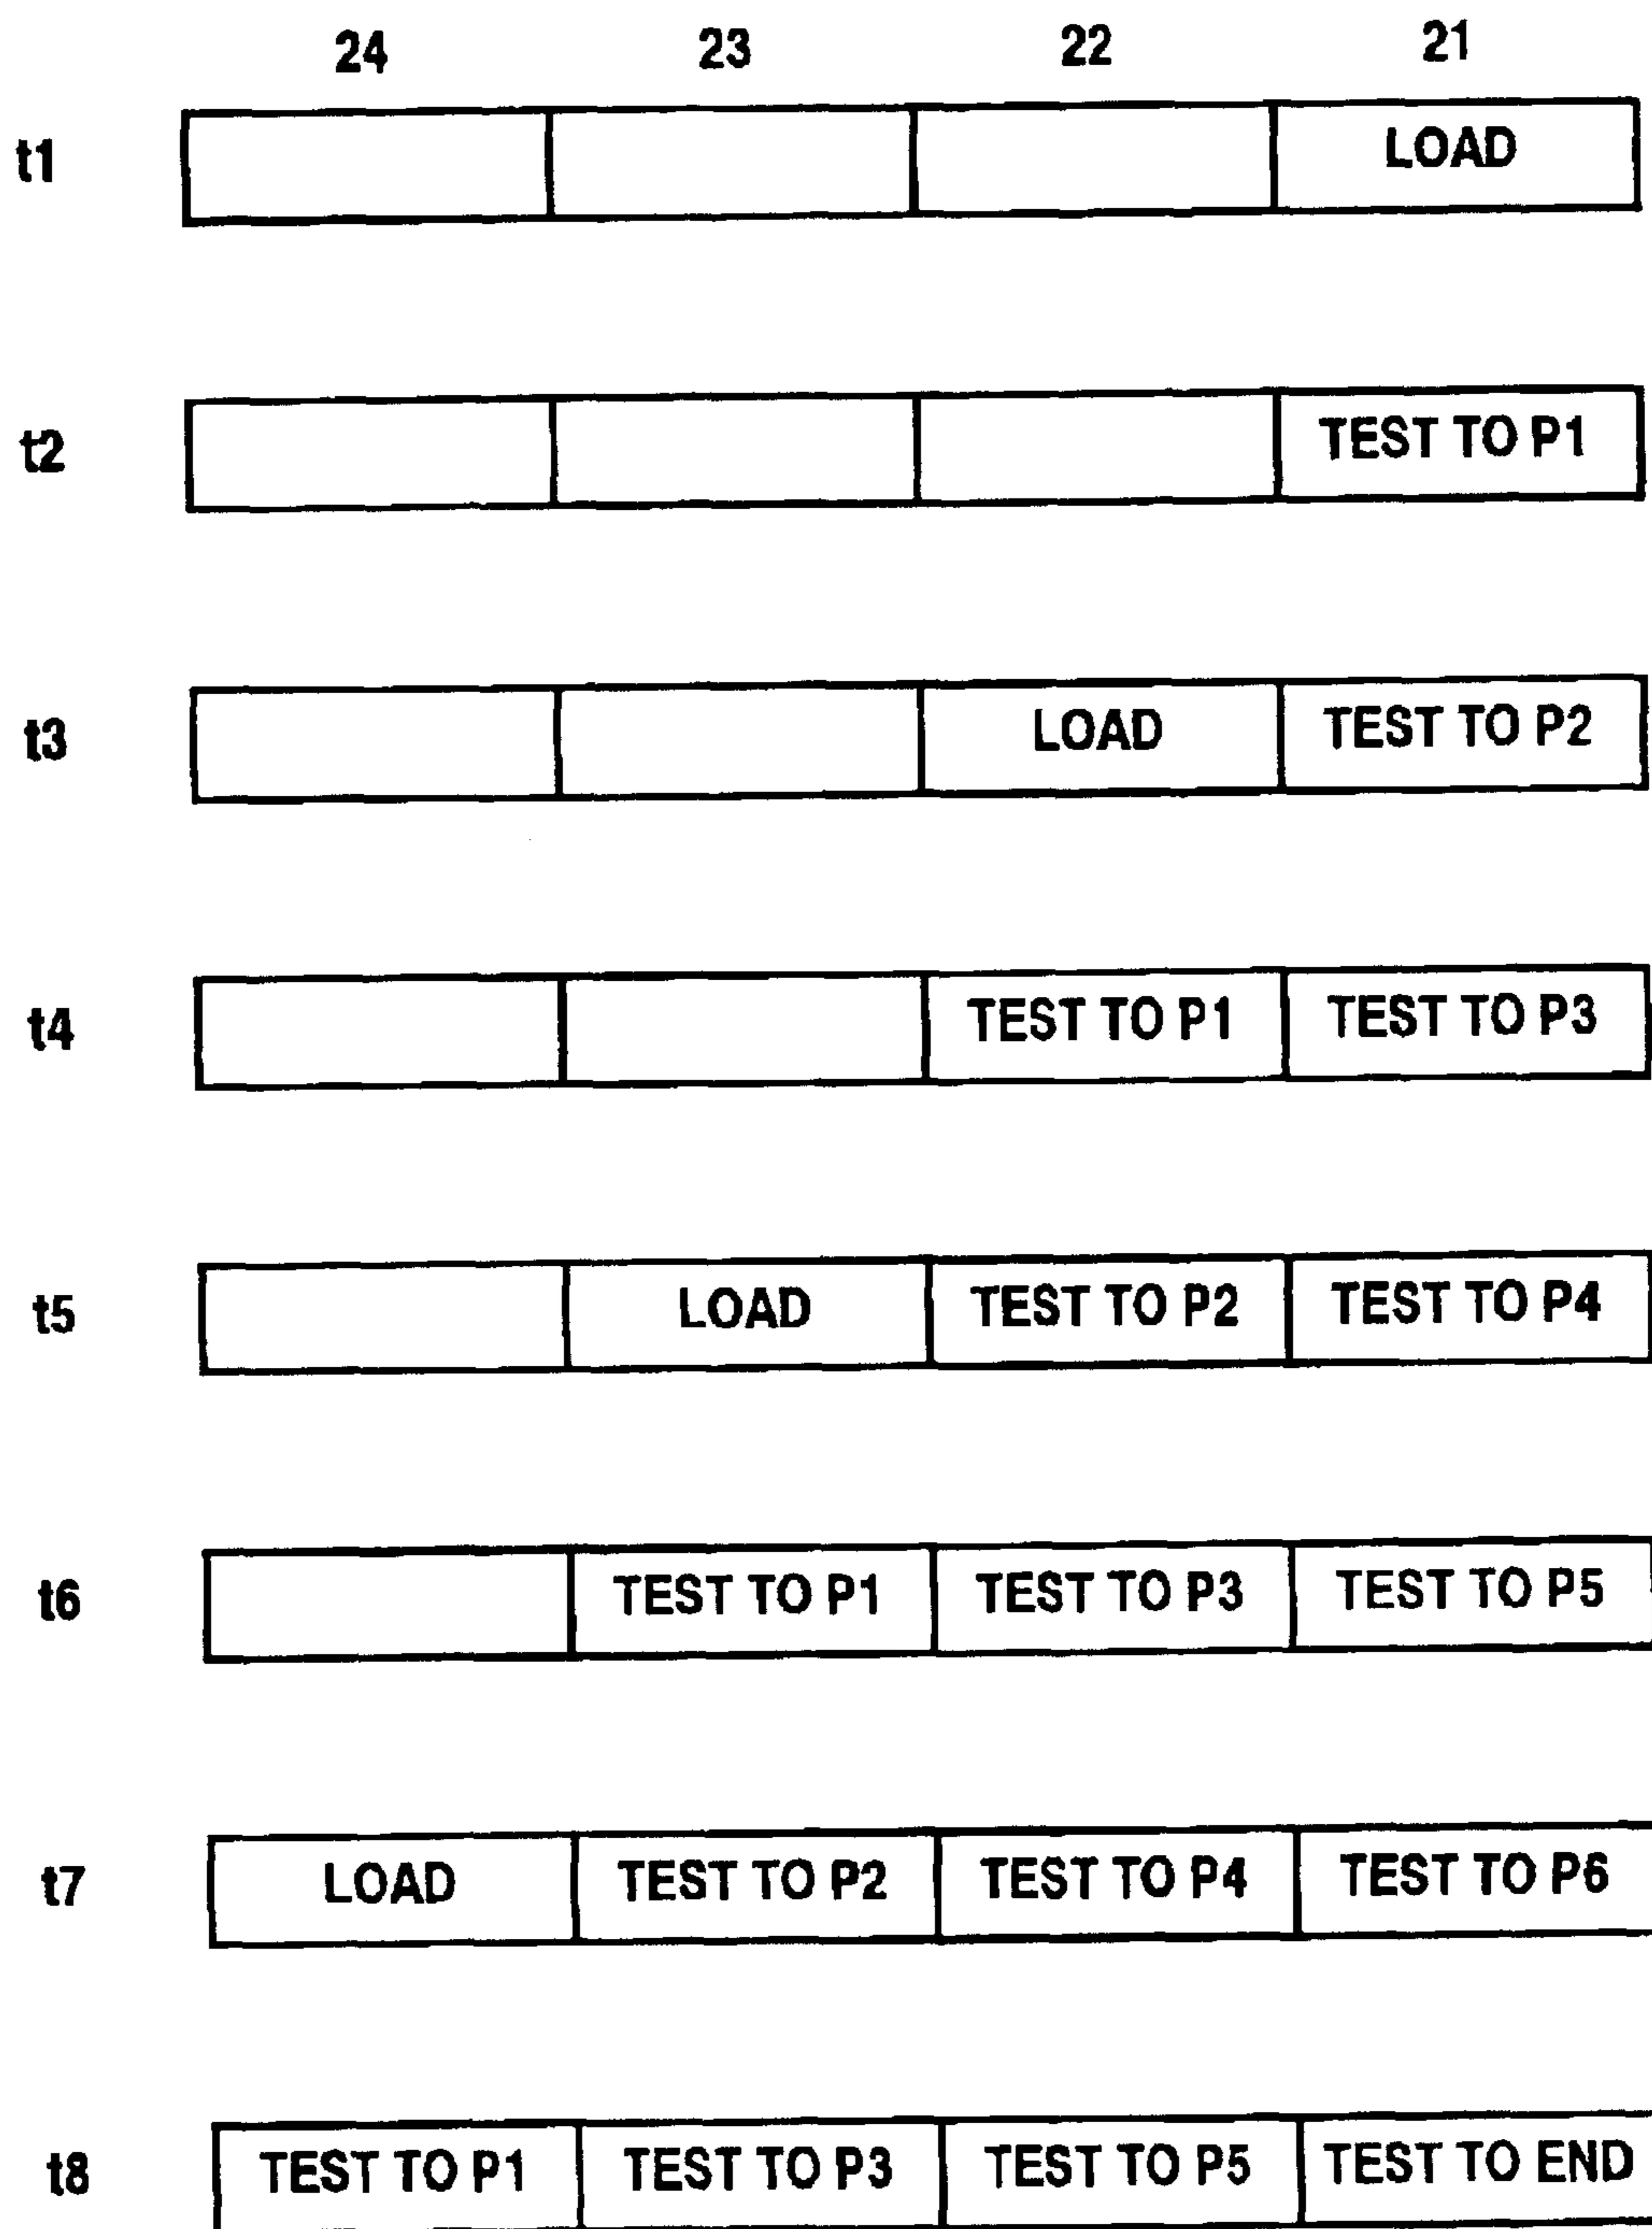 24 23 22 21
t1 LOAD
t2 TEST TO P1
t3 LOAD TEST TO P2
t4 TEST TO P1 TEST TO P3
t5 LOAD TEST TO P2 TEST TO P4
t6 TEST TO P1 TEST TO P3 TEST TO P5
t7 LOAD TEST TO P2 TEST TO P4 TEST TO P6
t8 TEST TO P1 TEST TO P3 TEST TO P5 TEST TO END